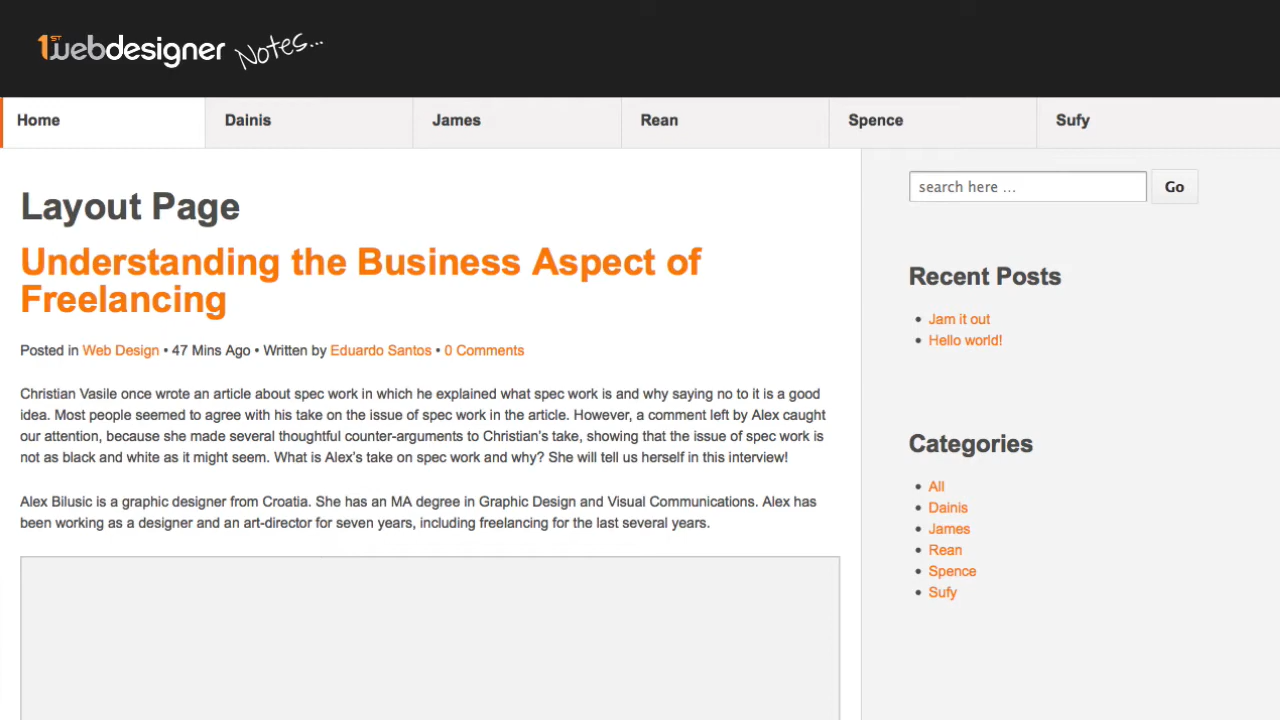 1ST webdesigner Notes...
Home Dainis James Rean Spence Sufy
Layout Page
Understanding the Business Aspect of
Freelancing
Posted in Web Design • 47 Mins Ago • Written by Eduardo Santos • 0 Comments
Christian Vasile once wrote an article about spec work in which he explained what spec work is and why saying no to it is a good
idea. Most people seemed to agree with his take on the issue of spec work in the article. However, a comment left by Alex caught
our attention, because she made several thoughtful counter-arguments to Christian's take, showing that the issue of spec work is
not as black and white as it might seem. What is Alex's take on spec work and why? She will tell us herself in this interview!
Alex Bilusic is a graphic designer from Croatia. She has an MA degree in Graphic Design and Visual Communications. Alex has
been working as a designer and an art-director for seven years, including freelancing for the last several years.
search here ... Go
Recent Posts
• Jam it out
• Hello world!
Categories
• All
• Dainis
• James
• Rean
• Spence
• Sufy